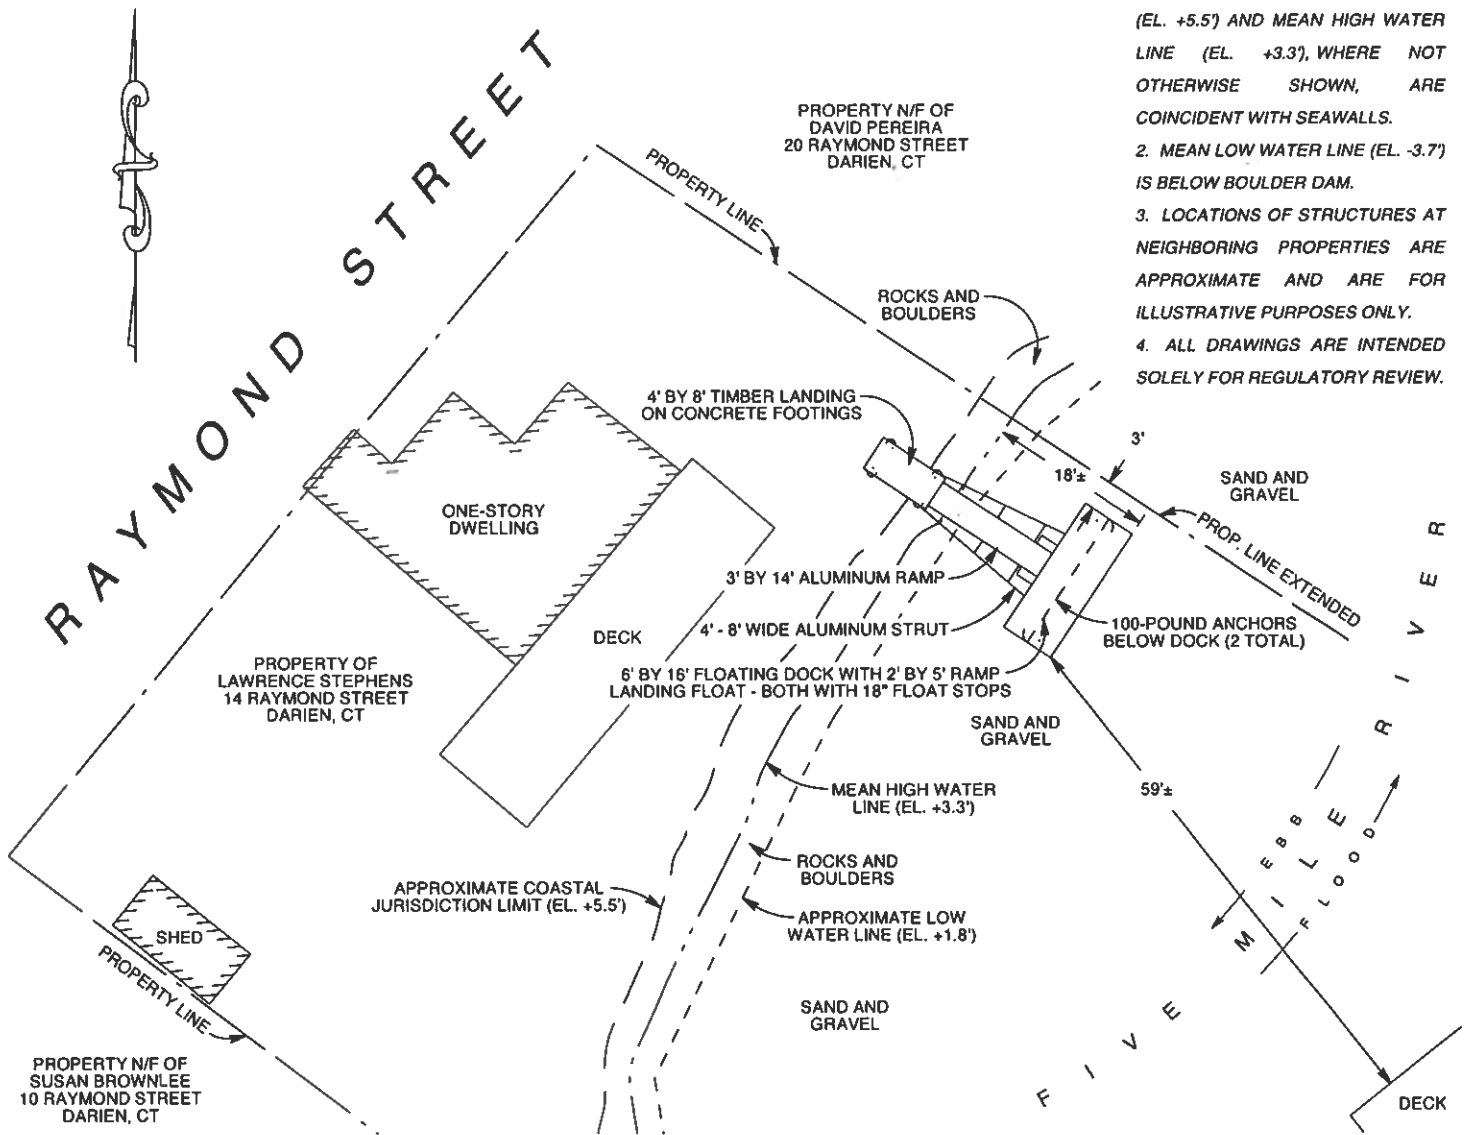 (EL. +5.5') AND MEAN HIGH WATER
LINE (EL. +3.3'), WHERE NOT
OTHERWISE SHOWN, ARE
COINCIDENT WITH SEAWALLS.
2. MEAN LOW WATER LINE (EL. -3.7')
IS BELOW BOULDER DAM.
3. LOCATIONS OF STRUCTURES AT
NEIGHBORING PROPERTIES ARE
APPROXIMATE AND ARE FOR
ILLUSTRATIVE PURPOSES ONLY.
4. ALL DRAWINGS ARE INTENDED
SOLELY FOR REGULATORY REVIEW.
RAYMOND STREET
PROPERTY N/F OF
DAVID PEREIRA
20 RAYMOND STREET
DARIEN, CT
PROPERTY LINE
ROCKS AND
BOULDERS
4' BY 8' TIMBER LANDING
ON CONCRETE FOOTINGS
3'
18'±
SAND AND
GRAVEL
PROP. LINE EXTENDED
ONE-STORY
DWELLING
3' BY 14' ALUMINUM RAMP
DECK
4' - 8' WIDE ALUMINUM STRUT
100-POUND ANCHORS
BELOW DOCK (2 TOTAL)
PROPERTY OF
LAWRENCE STEPHENS
14 RAYMOND STREET
DARIEN, CT
6' BY 16' FLOATING DOCK WITH 2' BY 5' RAMP
LANDING FLOAT - BOTH WITH 18" FLOAT STOPS
SAND AND
GRAVEL
59'±
MEAN HIGH WATER
LINE (EL. +3.3')
EBB
FLOOD
FIVE MILE RIVER
ROCKS AND
BOULDERS
APPROXIMATE COASTAL
JURISDICTION LIMIT (EL. +5.5')
APPROXIMATE LOW
WATER LINE (EL. +1.8')
SHED
PROPERTY LINE
SAND AND
GRAVEL
PROPERTY N/F OF
SUSAN BROWNLEE
10 RAYMOND STREET
DARIEN, CT
DECK